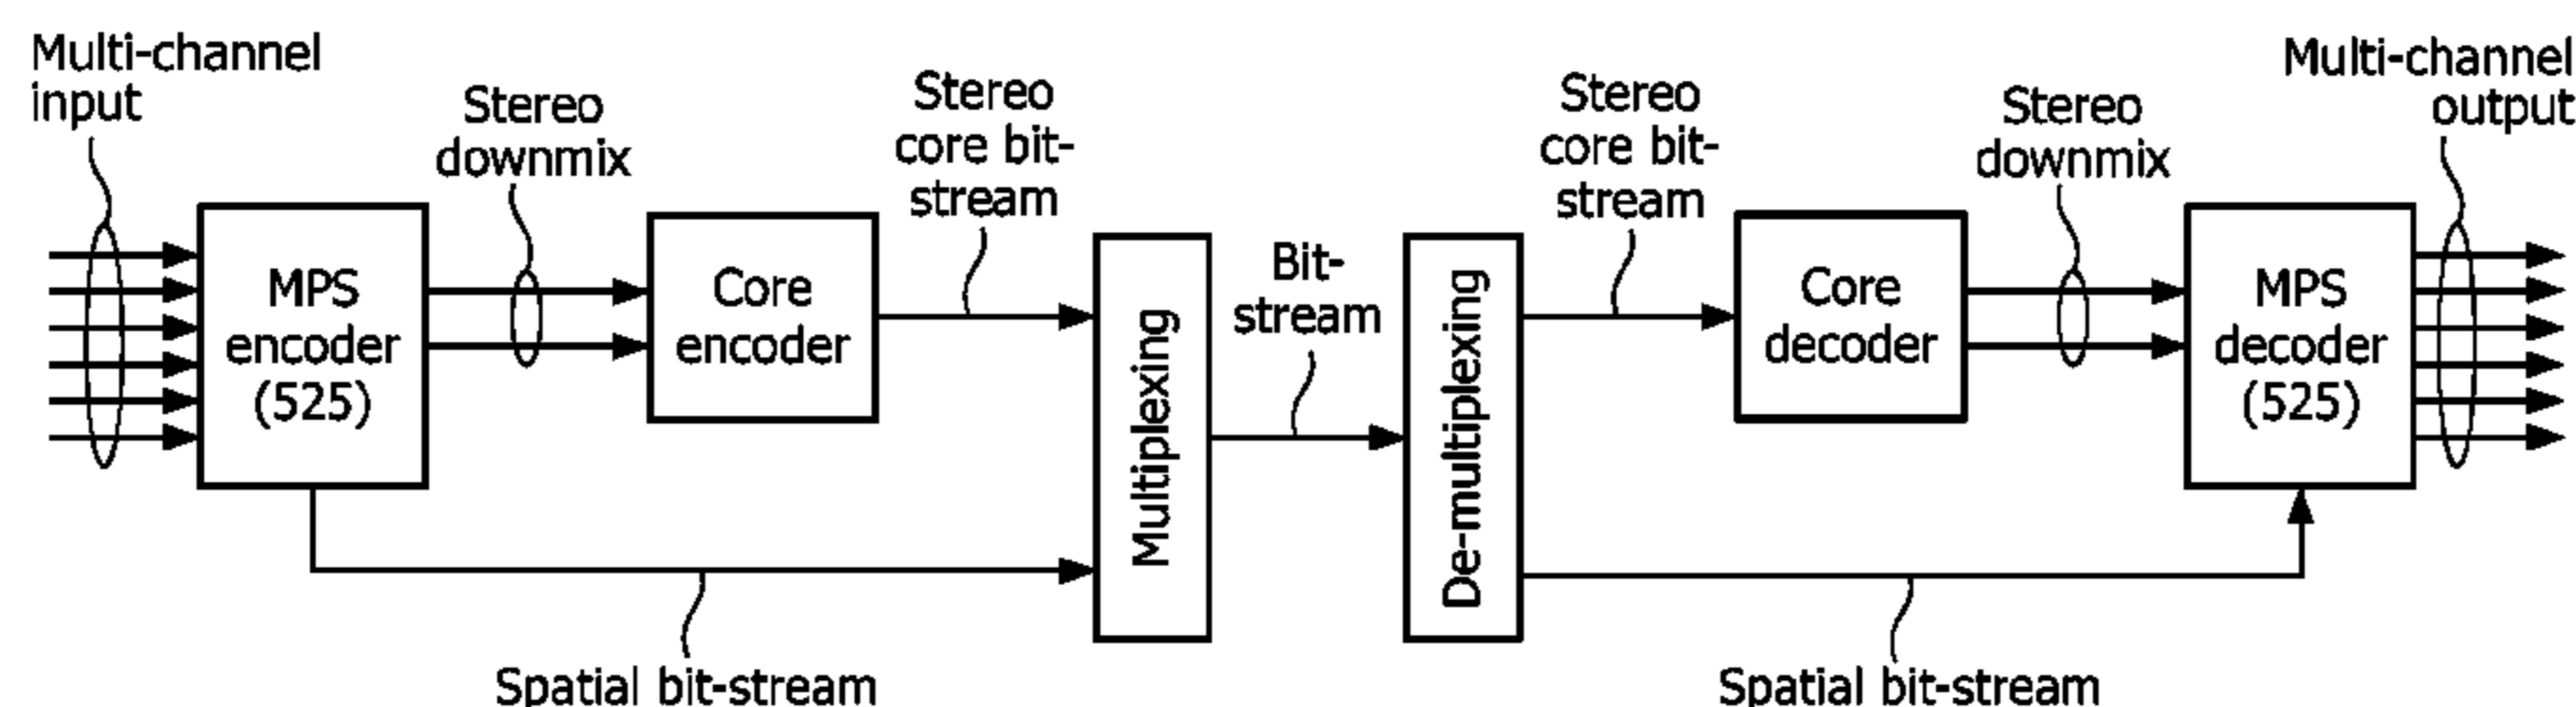 Multi-channel
input
Stereo
downmix
Stereo
core bit-
stream
Bit-
stream
Stereo
core bit-
stream
Stereo
downmix
Multi-channel
output
MPS
encoder
(525)
Core
encoder
Multiplexing
De-multiplexing
Core
decoder
MPS
decoder
(525)
Spatial bit-stream
Spatial bit-stream